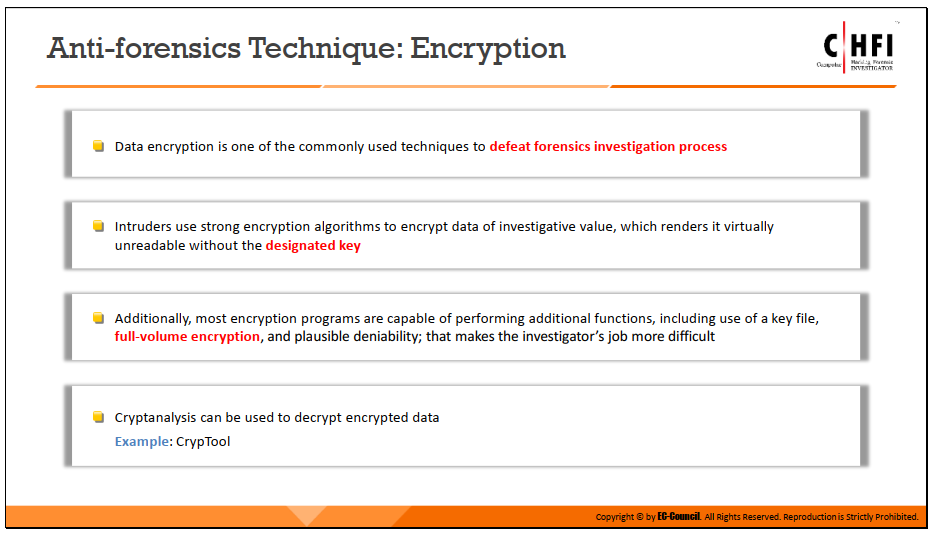 Anti-forensics Technique: Encryption
C HFI
Computer Hacking Forensic
INVESTIGATOR
Data encryption is one of the commonly used techniques to defeat forensics investigation process
Intruders use strong encryption algorithms to encrypt data of investigative value, which renders it virtually
unreadable without the designated key
Additionally, most encryption programs are capable of performing additional functions, including use of a key file,
full-volume encryption, and plausible deniability; that makes the investigator’s job more difficult
Cryptanalysis can be used to decrypt encrypted data
Example: CrypTool
Copyright © by EC-Council. All Rights Reserved. Reproduction is Strictly Prohibited.